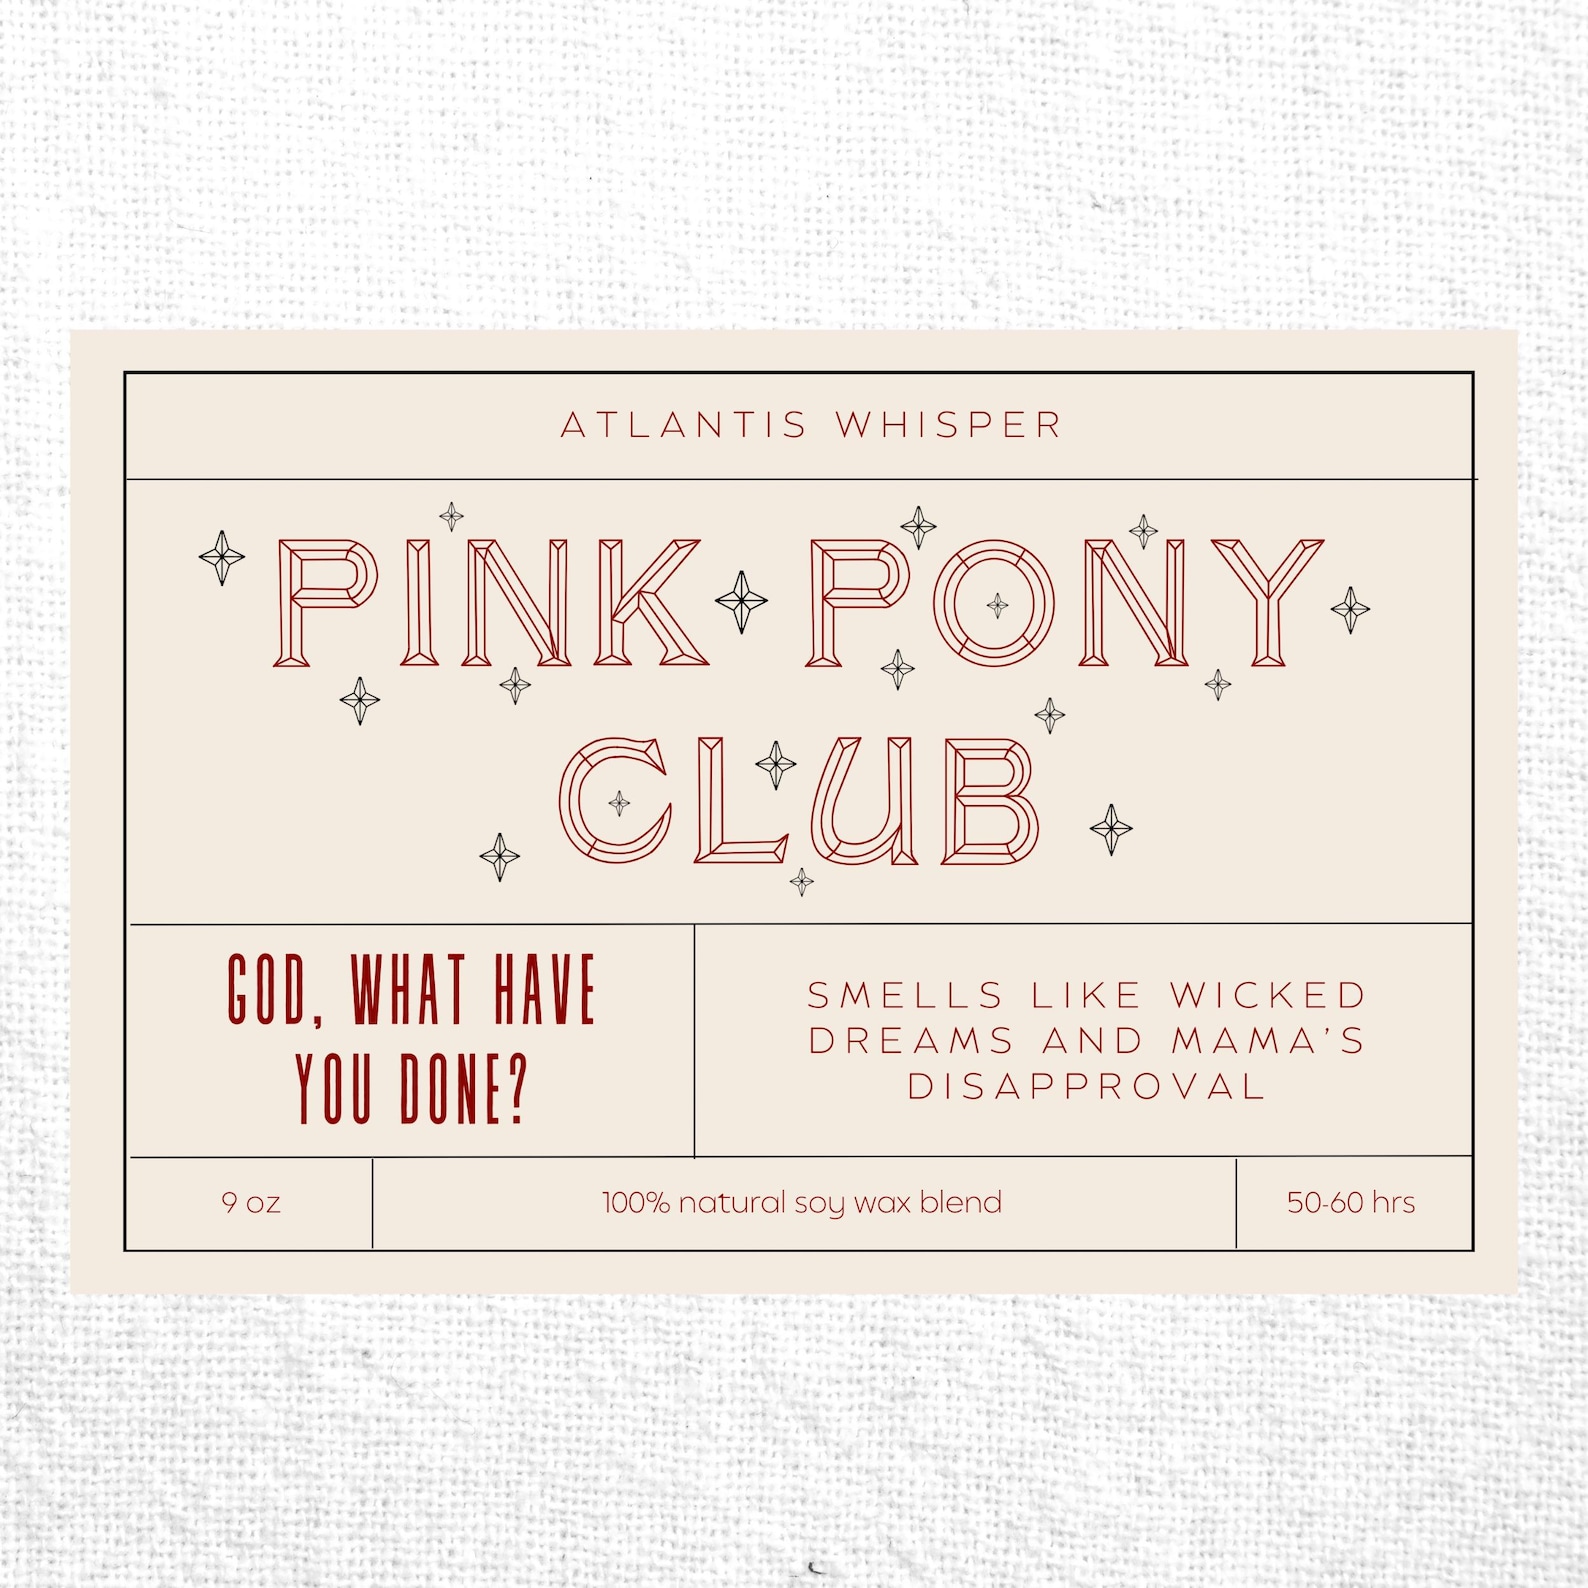 ATLANTIS WHISPER
PINK PONY
CLUB
GOD, WHAT HAVE
YOU DONE?
SMELLS LIKE WICKED
DREAMS AND MAMA'S
DISAPPROVAL
9 oz
100% natural soy wax blend
50-60 hrs